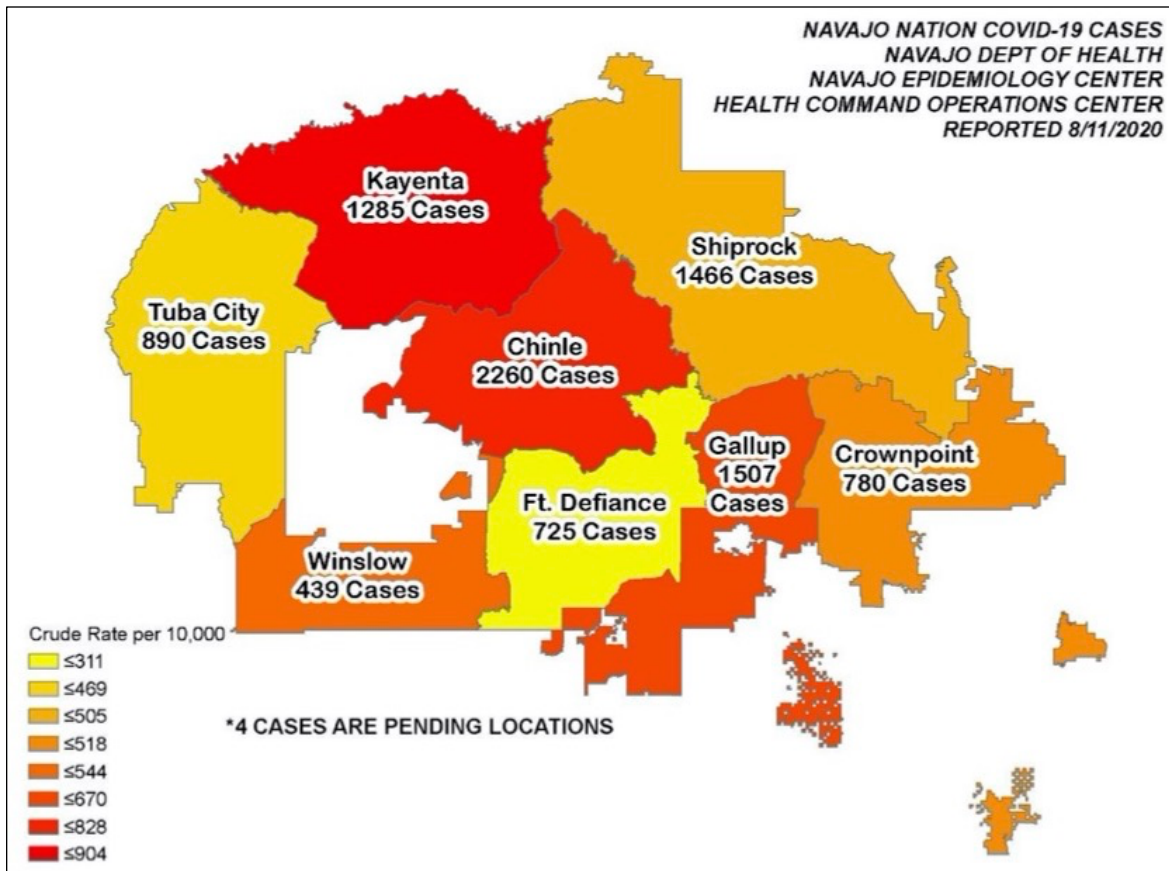 NAVAJO NATION COVID-19 CASES
NAVAJO DEPT OF HEALTH
NAVAJO EPIDEMIOLOGY CENTER
HEALTH COMMAND OPERATIONS CENTER
REPORTED 8/11/2020
Kayenta
1285 Cases
Shiprock
1466 Cases
Tuba City
890 Cases
Chinle
2260 Cases
Gallup
1507
Cases
Crownpoint
780 Cases
Ft. Defiance
725 Cases
Winslow
439 Cases
Crude Rate per 10,000
≤311
≤469
≤505
≤518
≤544
≤670
≤828
≤904
*4 CASES ARE PENDING LOCATIONS